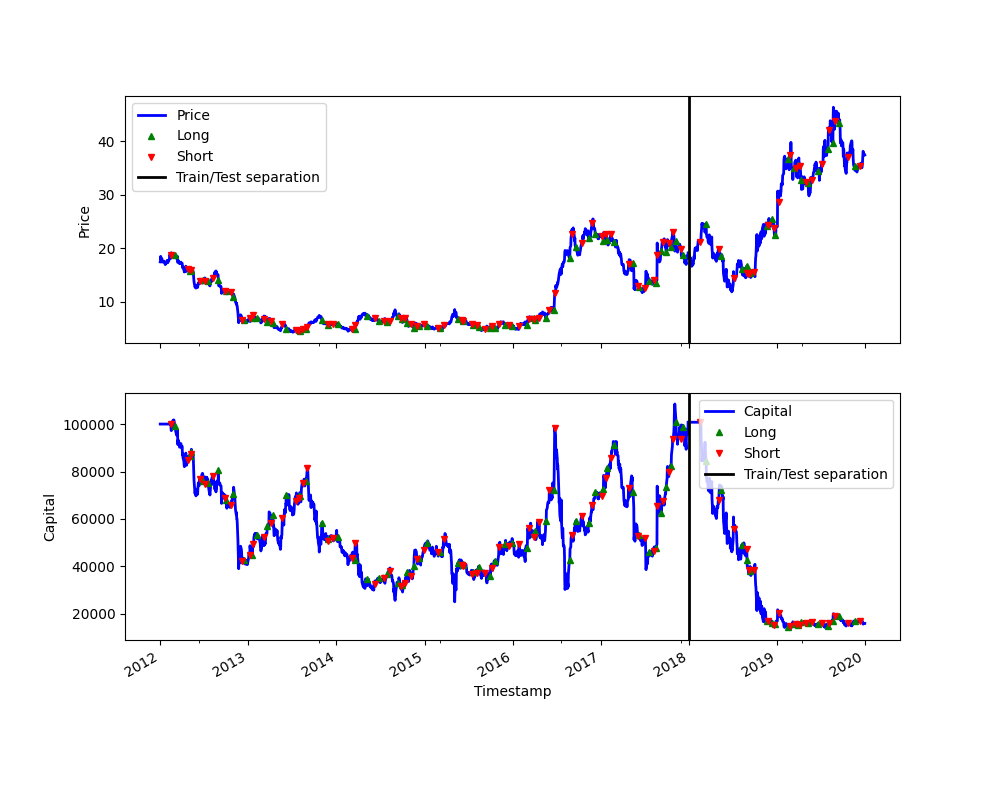 Price
Long
Short
Train/Test separation
40
30
20
10
Price
Capital
Long
Short
Train/Test separation
100000
80000
60000
40000
20000
Capital
2012 2013 2014 2015 2016 2017 2018 2019 2020
Timestamp